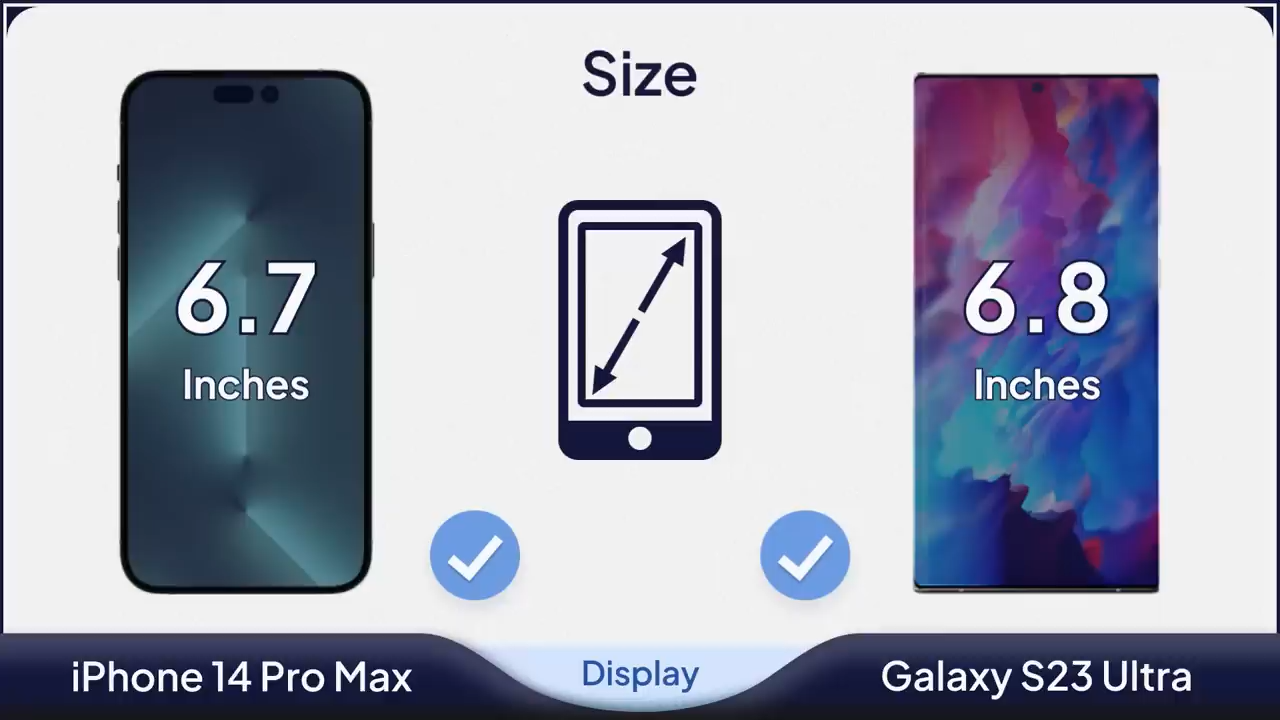 Size
6.7
Inches
6.8
Inches
iPhone 14 Pro Max
Display
Galaxy S23 Ultra